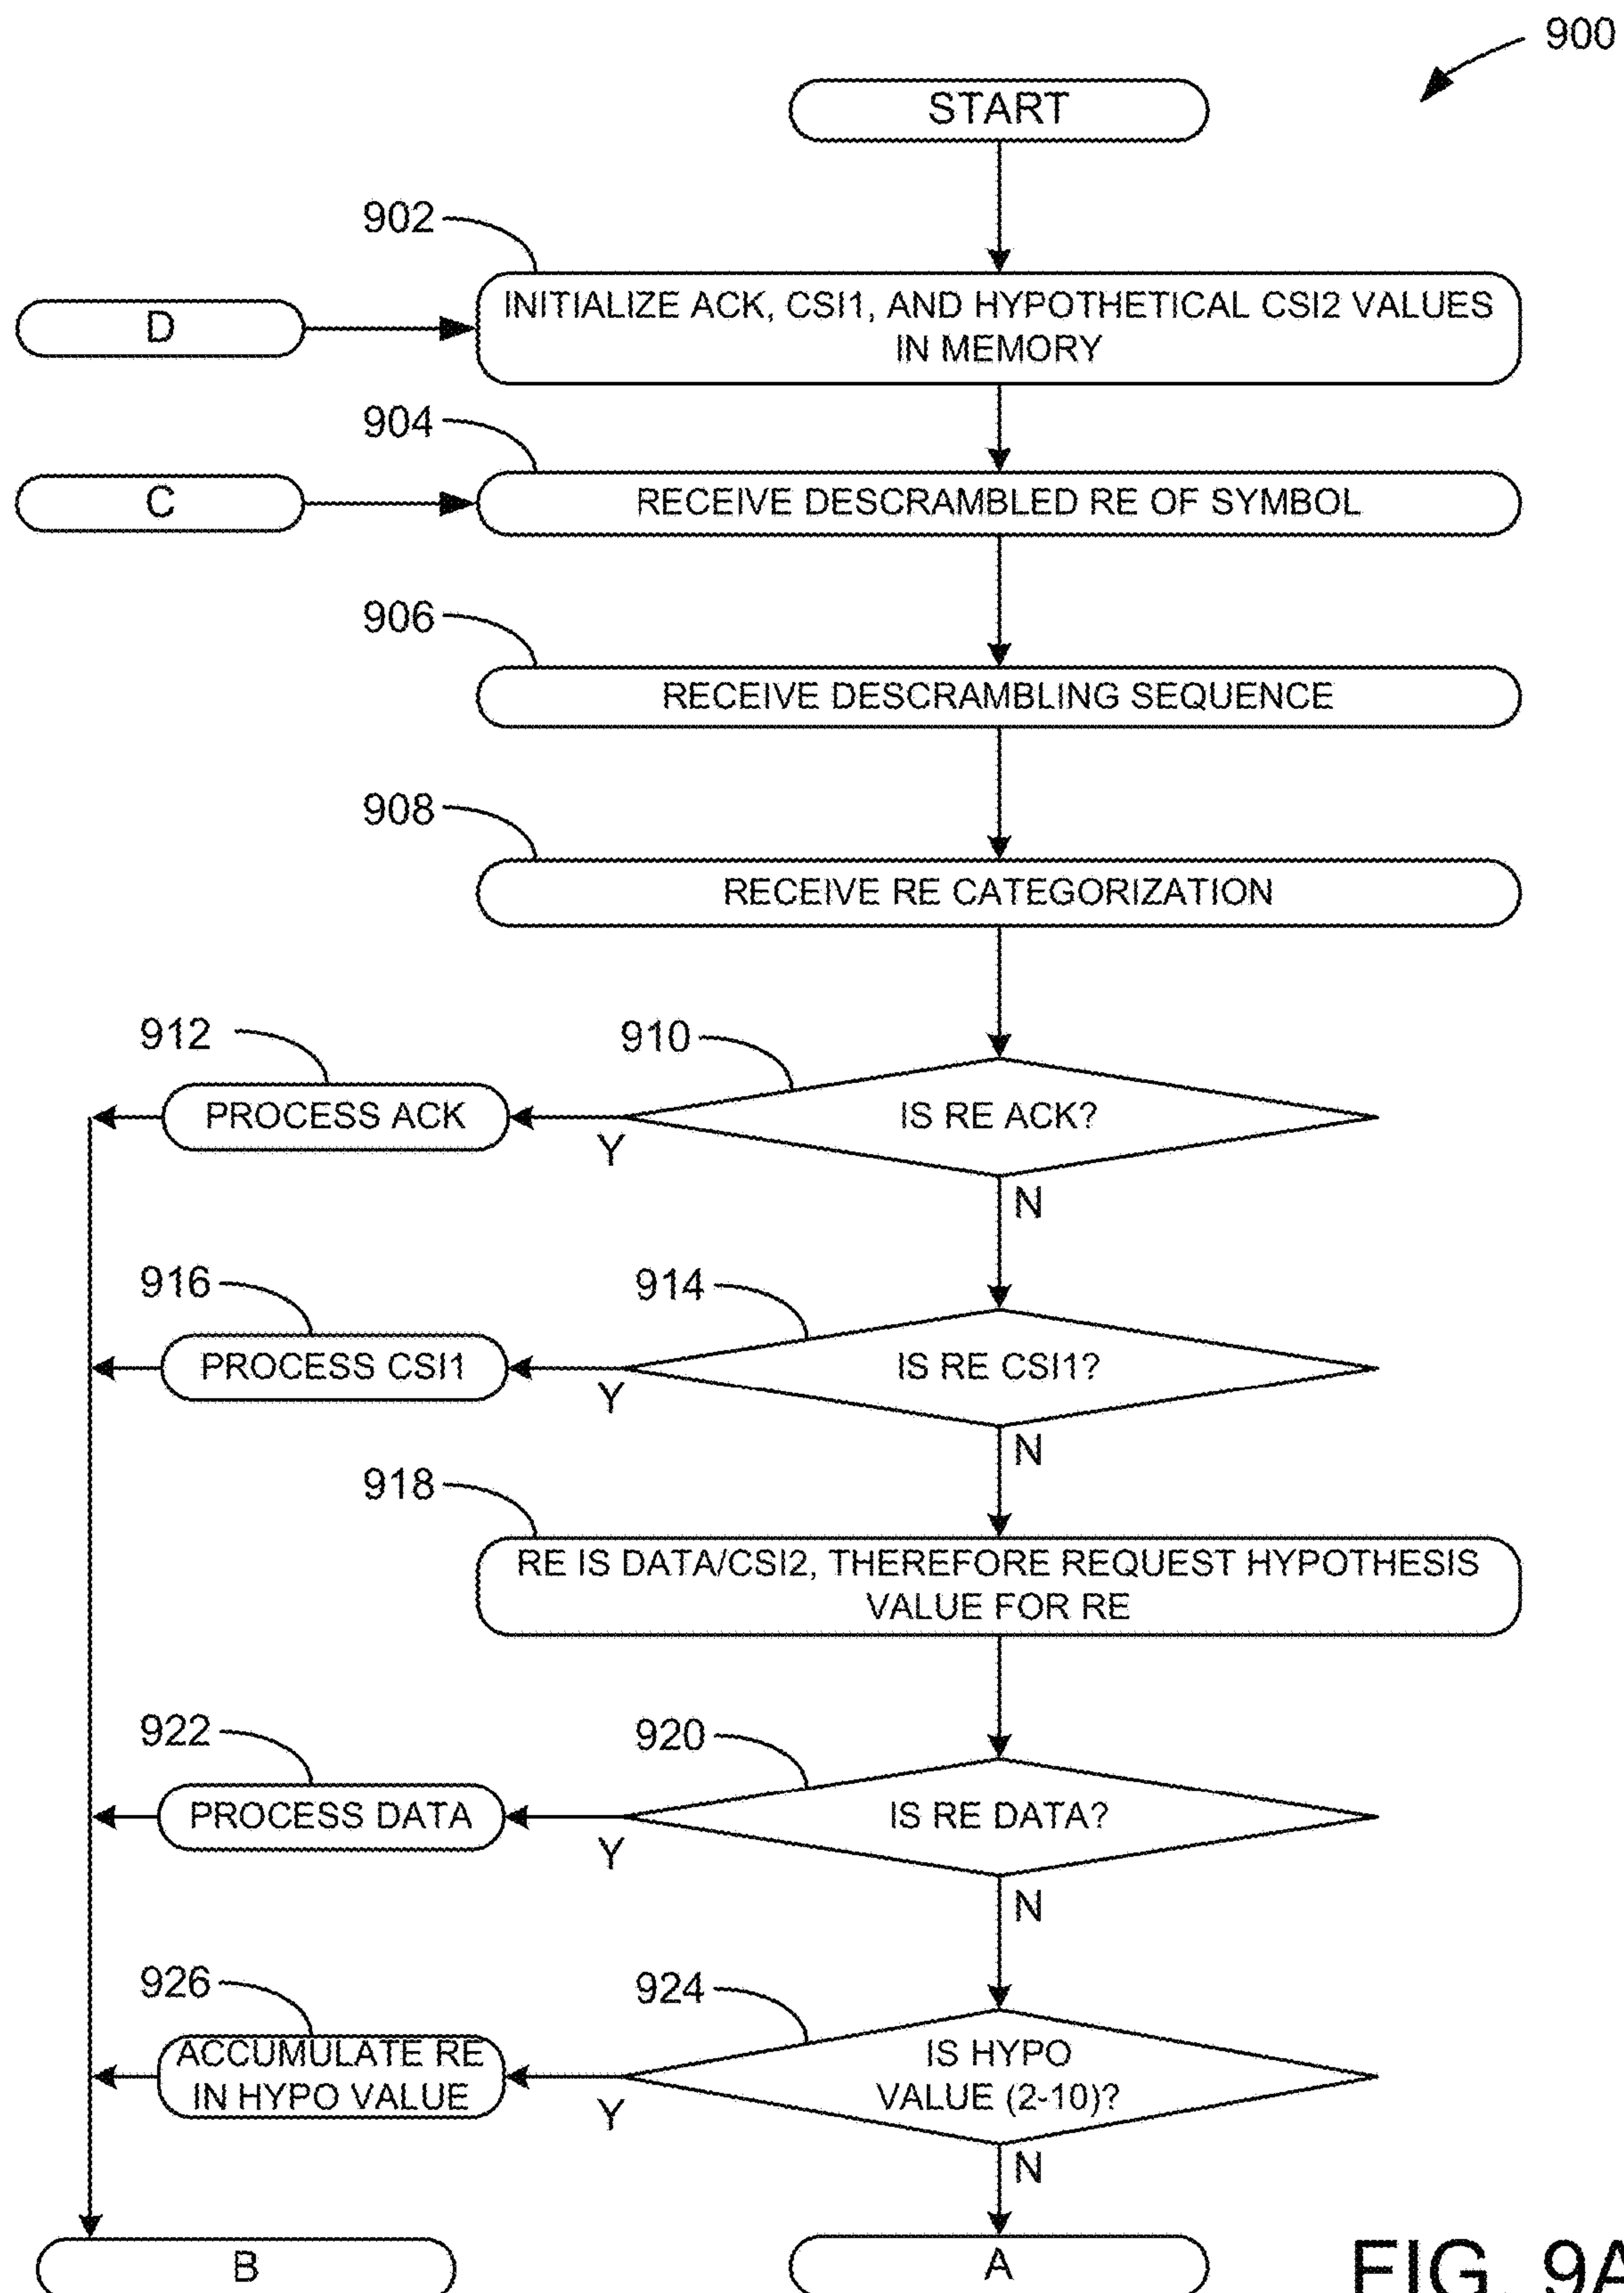 900
START
902
INITIALIZE ACK, CSI1, AND HYPOTHETICAL CSI2 VALUES
IN MEMORY
D
904
RECEIVE DESCRAMBLED RE OF SYMBOL
C
906
RECEIVE DESCRAMBLING SEQUENCE
908
RECEIVE RE CATEGORIZATION
912
910
PROCESS ACK
Y
IS RE ACK?
N
916
914
PROCESS CSI1
Y
IS RE CSI1?
N
918
RE IS DATA/CSI2, THEREFORE REQUEST HYPOTHESIS
VALUE FOR RE
922
920
PROCESS DATA
Y
IS RE DATA?
N
926
924
ACCUMULATE RE
IN HYPO VALUE
Y
IS HYPO
VALUE (2-10)?
N
B
A
FIG. 9A